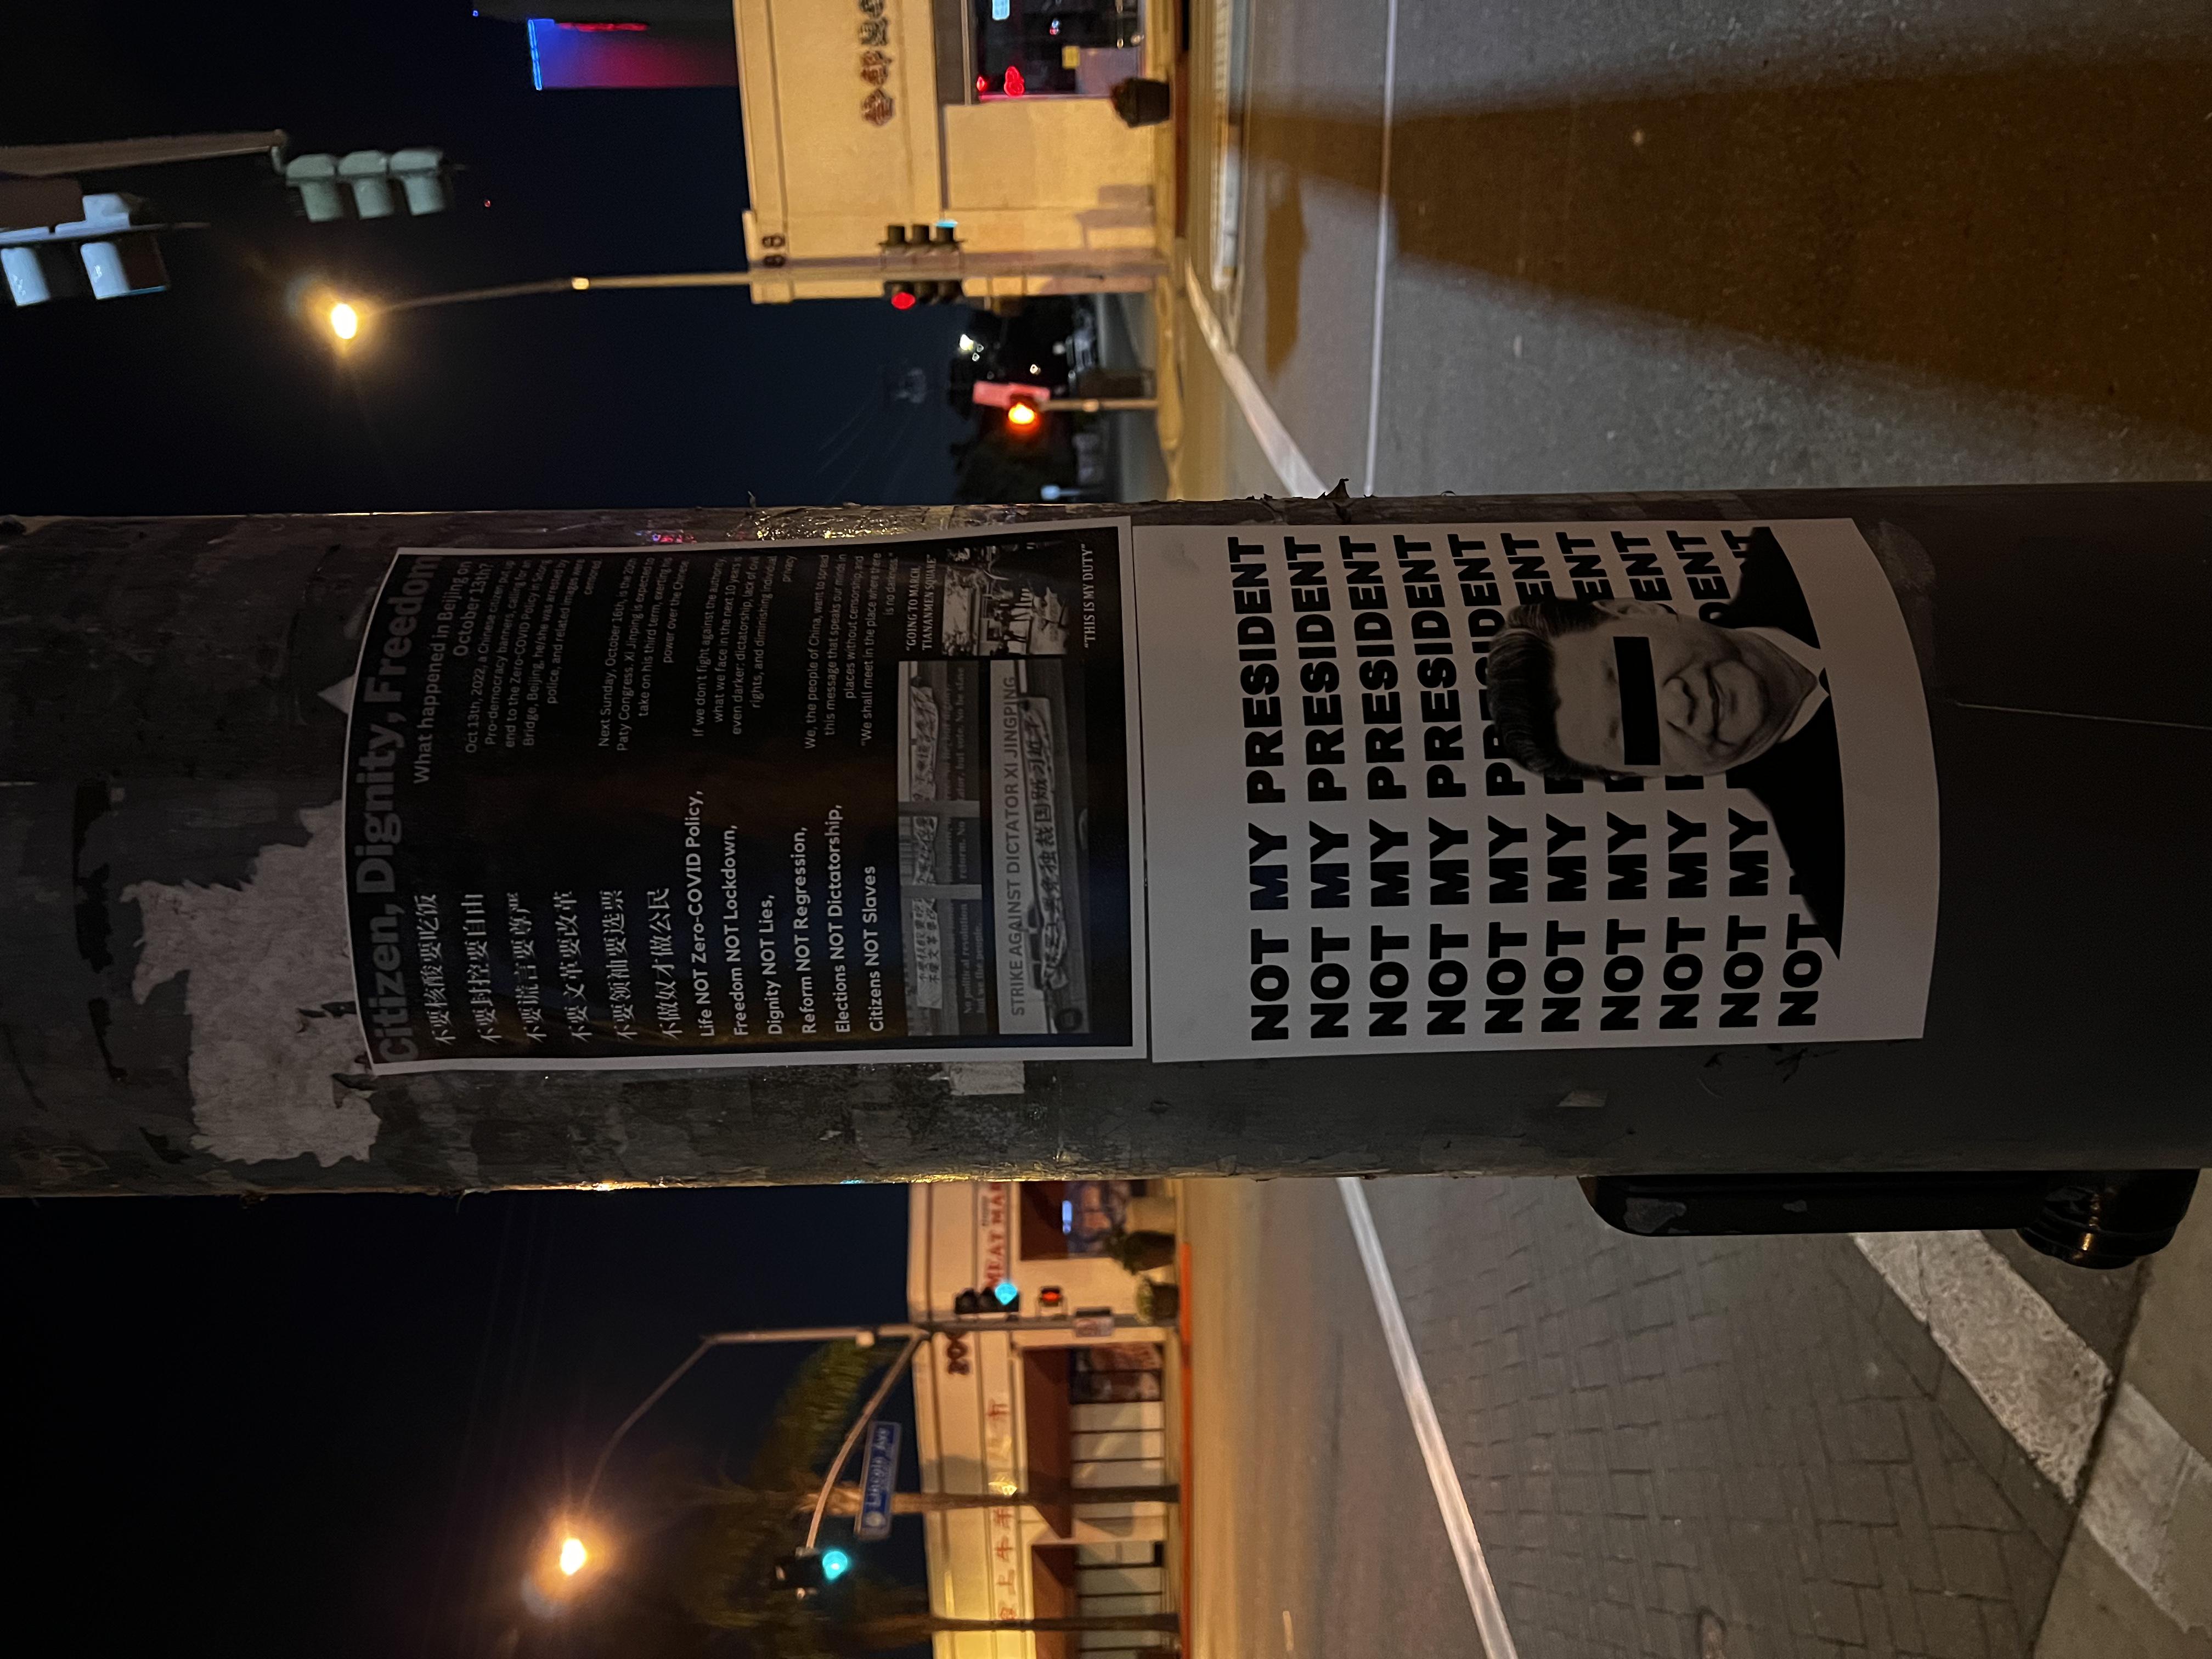 Citizen, Dignity, Freedom
What happened in Beijing on
October 13th?
不要核酸要吃饭
不要封控要自由
不要谎言要尊严
不要文革要改革
不要领袖要选票
不做奴才做公民
Life NOT Zero-COVID Policy,
Freedom NOT Lockdown,
Dignity NOT Lies,
Reform NOT Regression,
Elections NOT Dictatorship,
Citizens NOT Slaves
Oct 13th, 2022, a Chinese citizen put up
Pro-democracy banners, calling for an
end to the Zero-COVID Policy at Sitong
Bridge, Beijing, he/she was arrested by
police, and related images were
censored.
Next Sunday, October 16th, is the 20th
Paty Congress. Xi Jinping is expected to
take on his third term, exerting his
power over the Chinese.
If we don't fight against the authority,
what we face in the next 10 years is
even darker: dictatorship, lack of civil
rights, and diminishing individual
privacy.
We, the people of China, want to spread
this message that speaks our minds in
places without censoring, and
"We shall meet in the place where there
is no darkness."
STRIKE AGAINST DICTATOR XI JINGPING
"GOING TO MARCH.
TIANANMEN SQUARE"
"THIS IS MY DUTY"
NOT MY PRESIDENT
NOT MY PRESIDENT
NOT MY PRESIDENT
NOT MY PRESIDENT
NOT MY PRESIDENT
NOT MY ENT
NOT MY ENT
NOT MY DENT
NOT MY
NOT
Lincoln Ave
MEAT MA
88